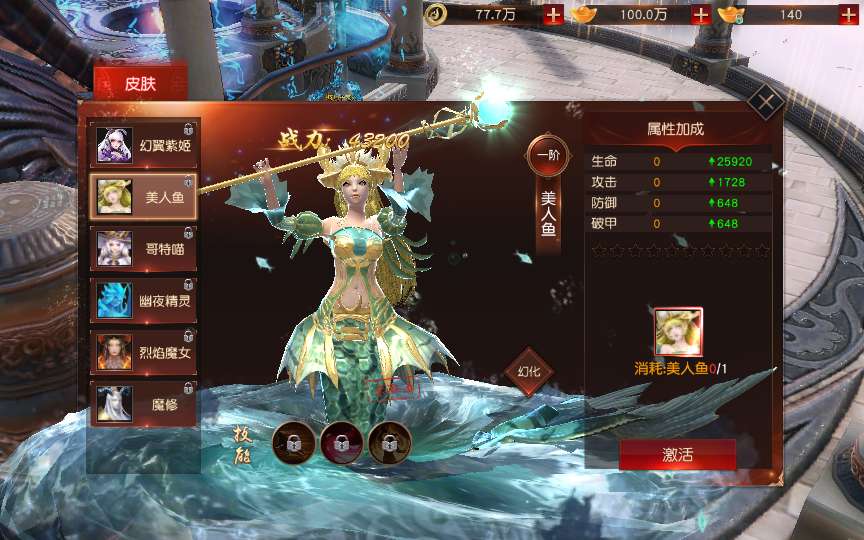 77.7万
100.0万
140
皮肤
幻翼紫姬
美人鱼
哥特喵
幽夜精灵
烈焰魔女
魔修
战力：43200
一阶
美人鱼
幻化
技能
属性加成
生命 0 25920
攻击 0 1728
防御 0 648
破甲 0 648
消耗:美人鱼0/1
激活